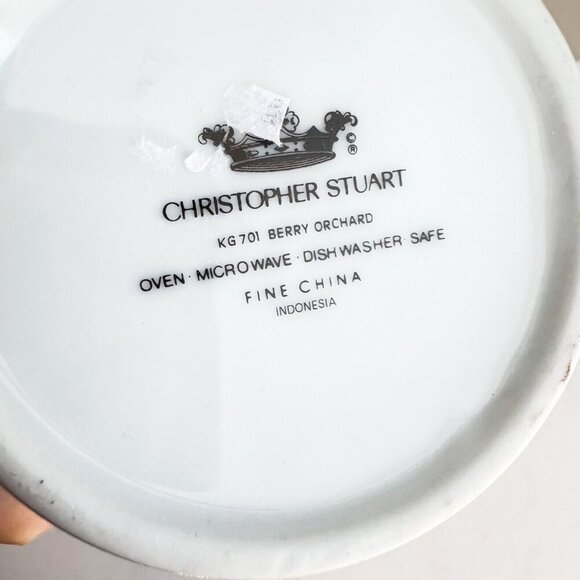 © ®
CHRISTOPHER STUART
KG701 BERRY ORCHARD
OVEN · MICROWAVE · DISHWASHER SAFE
FINE CHINA
INDONESIA